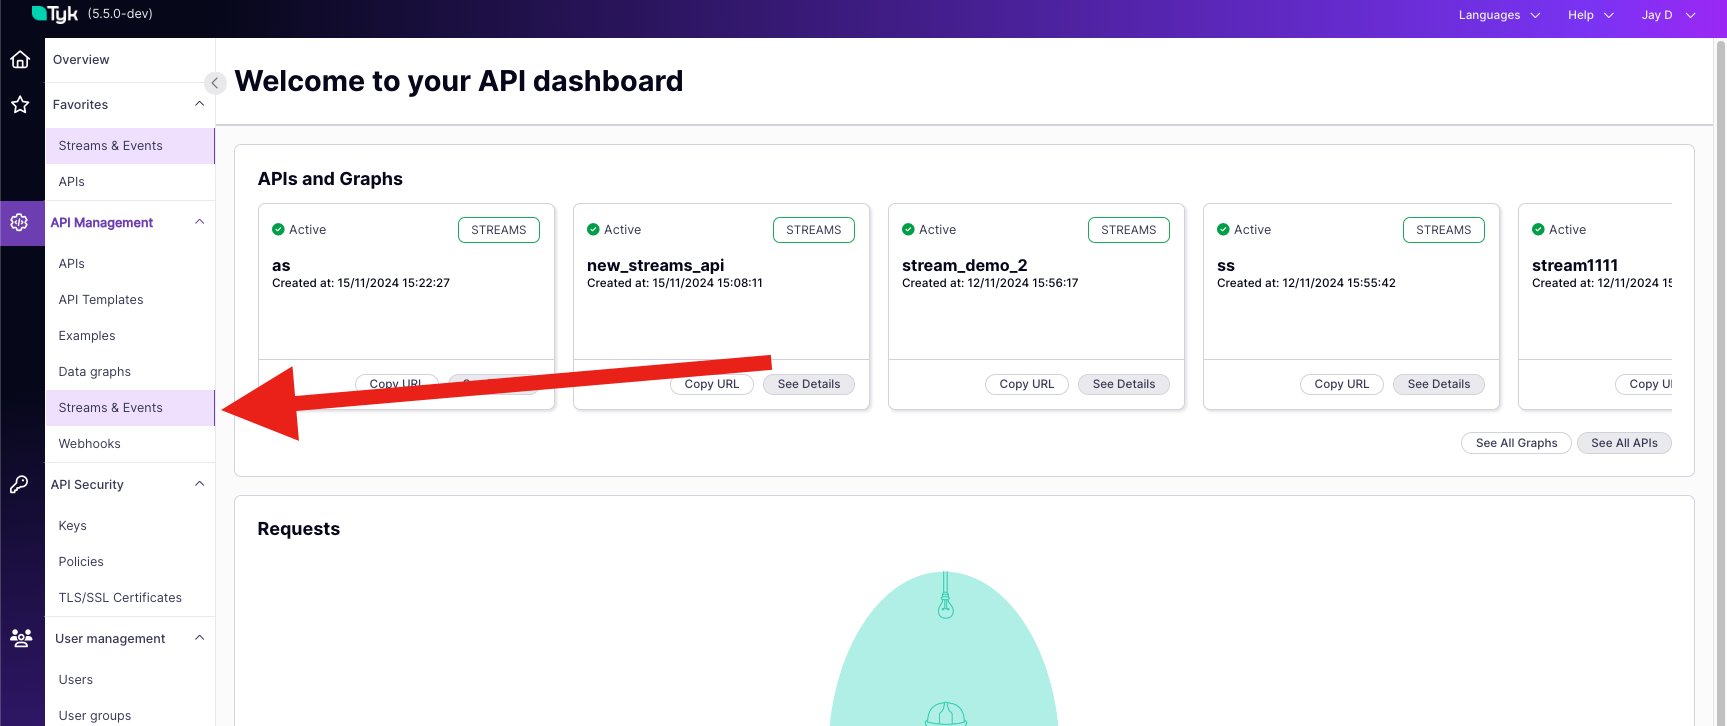 Tyk (5.5.0-dev)
Languages
Help
Jay D
Overview
Favorites
Streams & Events
APIs
API Management
APIs
API Templates
Examples
Data graphs
Streams & Events
Webhooks
API Security
Keys
Policies
TLS/SSL Certificates
User management
Users
User groups
Welcome to your API dashboard
APIs and Graphs
Active STREAMS
as
Created at: 15/11/2024 15:22:27
Copy URL
Active STREAMS
new_streams_api
Created at: 15/11/2024 15:08:11
Copy URL See Details
Active STREAMS
stream_demo_2
Created at: 12/11/2024 15:56:17
Copy URL See Details
Active STREAMS
ss
Created at: 12/11/2024 15:55:42
Copy URL See Details
Active
stream1111
Created at: 12/11/2024
Copy
See All Graphs See All APIs
Requests